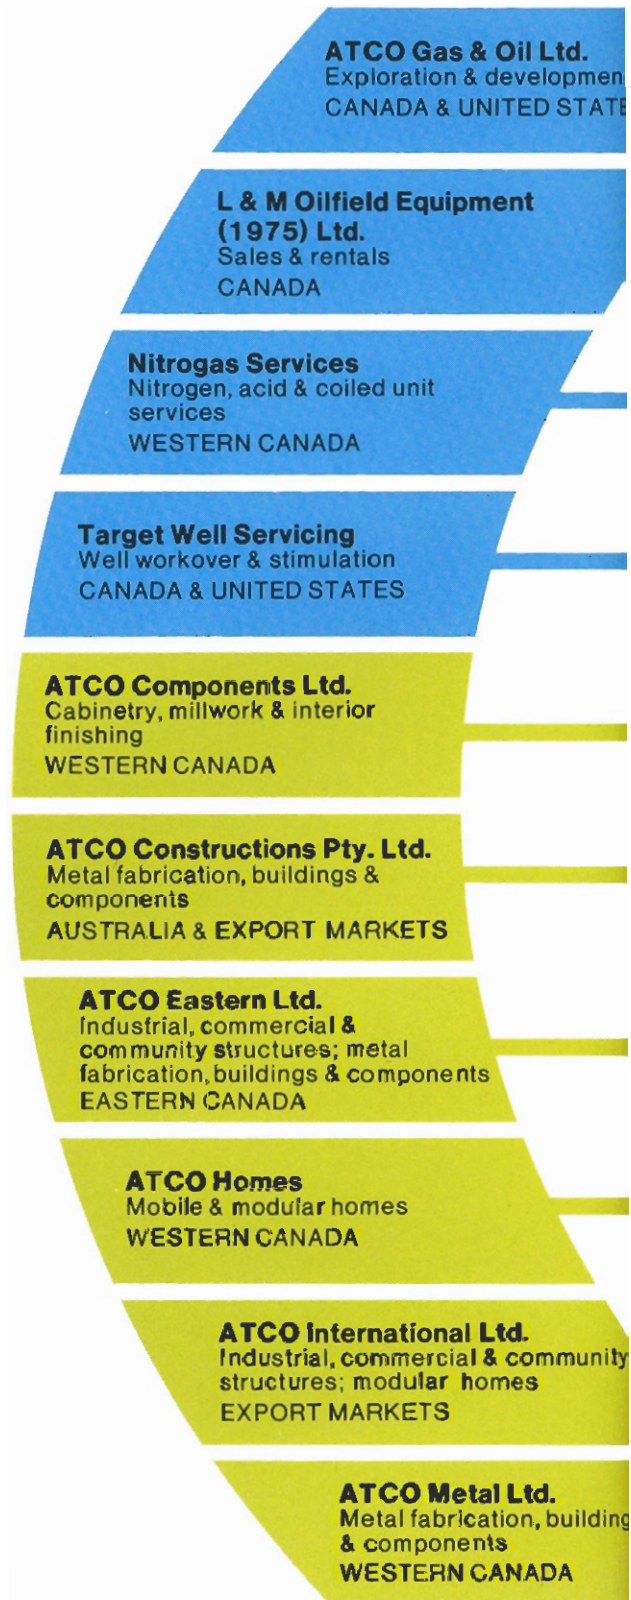 ATCO Gas & Oil Ltd.
Exploration & developmen
CANADA & UNITED STATE
L & M Oilfield Equipment
(1975) Ltd.
Sales & rentals
CANADA
Nitrogas Services
Nitrogen, acid & coiled unit
services
WESTERN CANADA
Target Well Servicing
Well workover & stimulation
CANADA & UNITED STATES
ATCO Components Ltd.
Cabinetry, millwork & interior
finishing
WESTERN CANADA
ATCO Constructions Pty. Ltd.
Metal fabrication, buildings &
components
AUSTRALIA & EXPORT MARKETS
ATCO Eastern Ltd.
Industrial, commercial &
community structures; metal
fabrication, buildings & components
EASTERN CANADA
ATCO Homes
Mobile & modular homes
WESTERN CANADA
ATCO International Ltd.
Industrial, commercial & community
structures; modular homes
EXPORT MARKETS
ATCO Metal Ltd.
Metal fabrication, building
& components
WESTERN CANADA